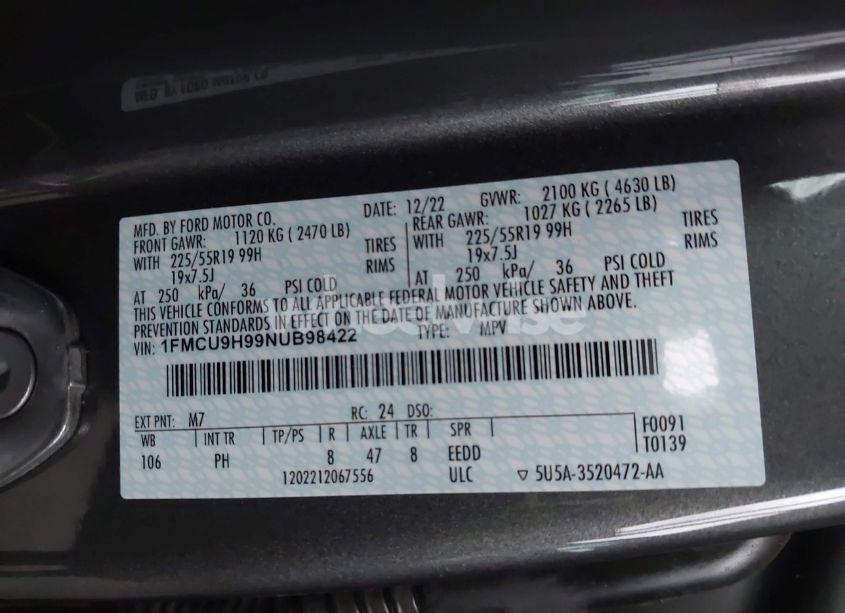 MFD. BY FORD MOTOR CO.
DATE: 12/22
GVWR: 2100 KG ( 4630 LB)
FRONT GAWR: 1120 KG ( 2470 LB)
REAR GAWR: 1027 KG ( 2265 LB)
WITH 225/55R19 99H TIRES
WITH 225/55R19 99H TIRES
19x7.5J RIMS
19x7.5J RIMS
AT 250 kPa/ 36 PSI COLD
AT 250 kPa/ 36 PSI COLD
THIS VEHICLE CONFORMS TO ALL APPLICABLE FEDERAL MOTOR VEHICLE SAFETY AND THEFT
PREVENTION STANDARDS IN EFFECT ON THE DATE OF MANUFACTURE SHOWN ABOVE.
VIN: 1FMCU9H99NUB98422
TYPE: MPV
EXT PNT: M7 RC: 24 DSO:
WB INT TR TP/PS R AXLE TR SPR
106 PH 8 47 8 EEDD
F0091
T0139
1202212067556 ULC ▽ 5U5A-3520472-AA